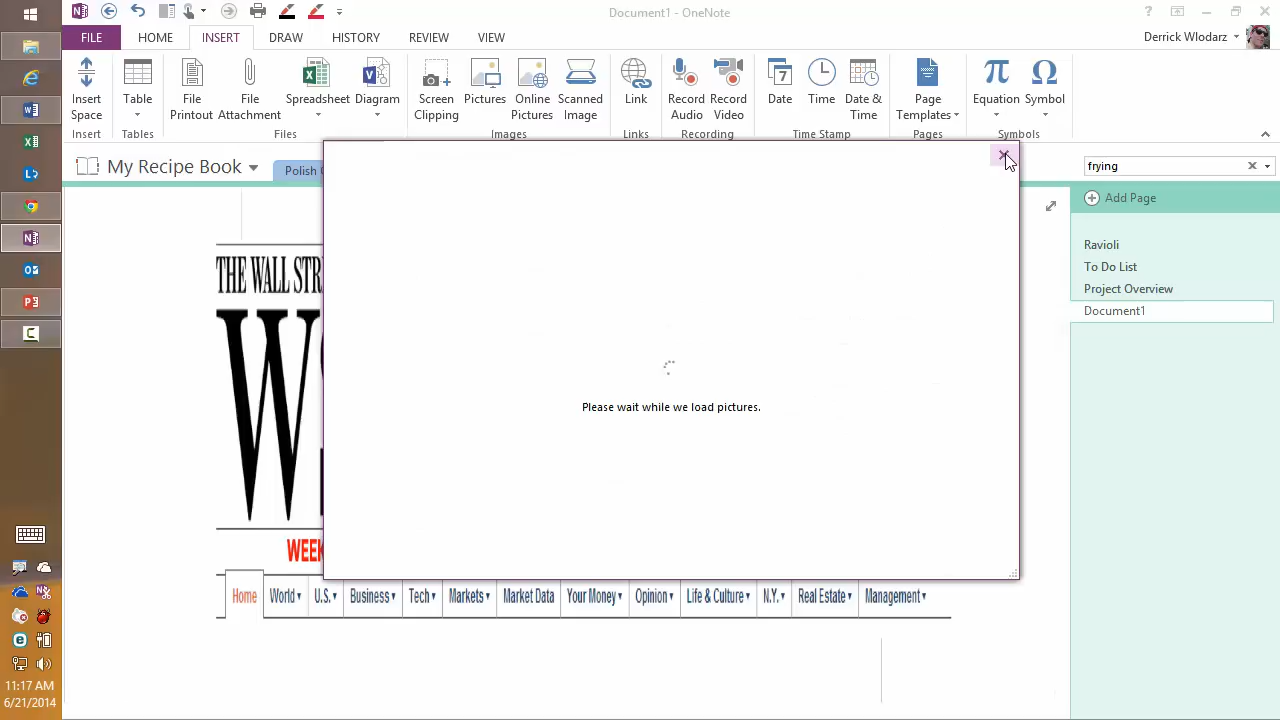 Document1 - OneNote
FILE HOME INSERT DRAW HISTORY REVIEW VIEW
Derrick Wlodarz
Insert Space
Table
File Printout
File Attachment
Spreadsheet
Diagram
Screen Clipping
Pictures
Online Pictures
Scanned Image
Link
Record Audio
Record Video
Date
Time
Date & Time
Page Templates
Equation
Symbol
Insert Tables Files Images Links Recording Time Stamp Pages Symbols
My Recipe Book
Polish
frying
Add Page
Ravioli
To Do List
Project Overview
Document1
THE WALL STR
W
Please wait while we load pictures.
WEEK
Home World U.S. Business Tech Markets Market Data Your Money Opinion Life & Culture N.Y. Real Estate Management
11:17 AM
6/21/2014